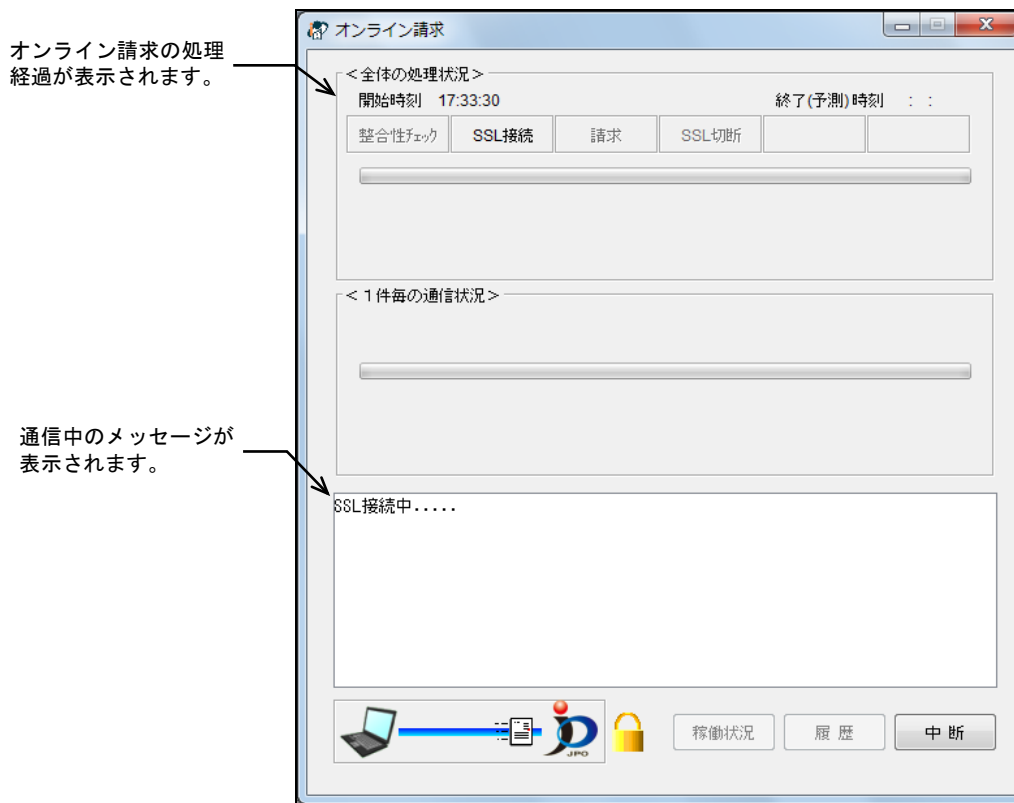 オンライン請求
オンライン請求の処理
経過が表示されます。
＜全体の処理状況＞
開始時刻 17:33:30 終了(予測)時刻 : :
整合性ﾁｪｯｸ SSL接続 請求 SSL切断
＜１件毎の通信状況＞
通信中のメッセージが
表示されます。
SSL接続中.....
JPO
稼働状況 履 歴 中 断